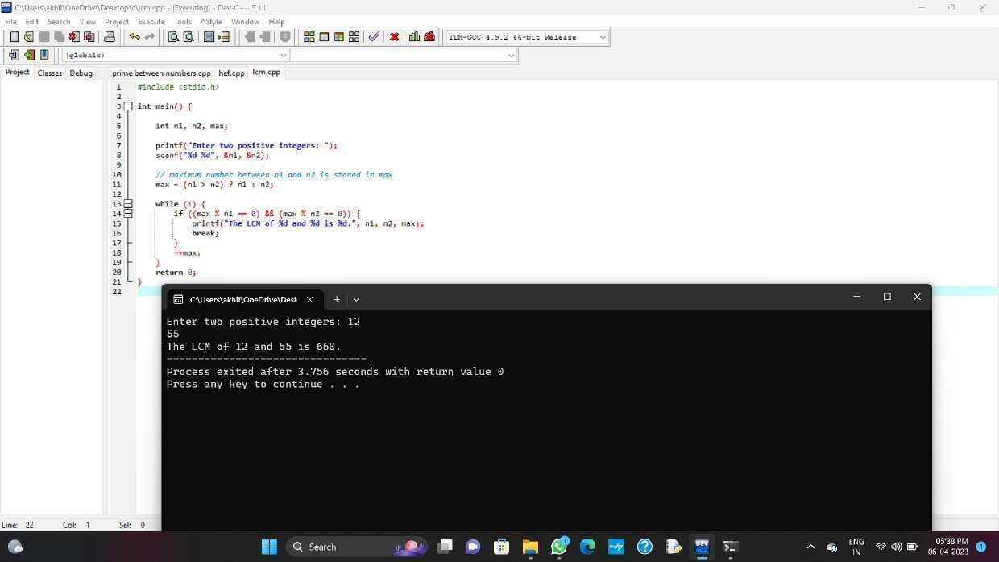 C:\Users\akhil\OneDrive\Desktop\c\lcm.cpp - [Executing] - Dev-C++ 5.11
File Edit Search View Project Execute Tools AStyle Window Help
TDM-GCC 4.9.2 64-bit Release
(globals)
Project Classes Debug prime between numbers.cpp hef.cpp lcm.cpp
1 #include <stdio.h>
2
3 int main() {
4
5 int n1, n2, max;
6
7 printf("Enter two positive integers: ");
8 scanf("%d %d", &n1, &n2);
9
10 // maximum number between n1 and n2 is stored in max
11 max = (n1 > n2) ? n1 : n2;
12
13 while (1) {
14 if ((max % n1 == 0) && (max % n2 == 0)) {
15 printf("The LCM of %d and %d is %d.", n1, n2, max);
16 break;
17 }
18 ++max;
19 }
20 return 0;
21 }
22
C:\Users\akhil\OneDrive\Desk
Enter two positive integers: 12
55
The LCM of 12 and 55 is 660.
--------------------------------
Process exited after 3.756 seconds with return value 0
Press any key to continue . . .
Line: 22 Col: 1 Sel: 0
Search
1
DEV
ENG
IN
05:38 PM
06-04-2023
1